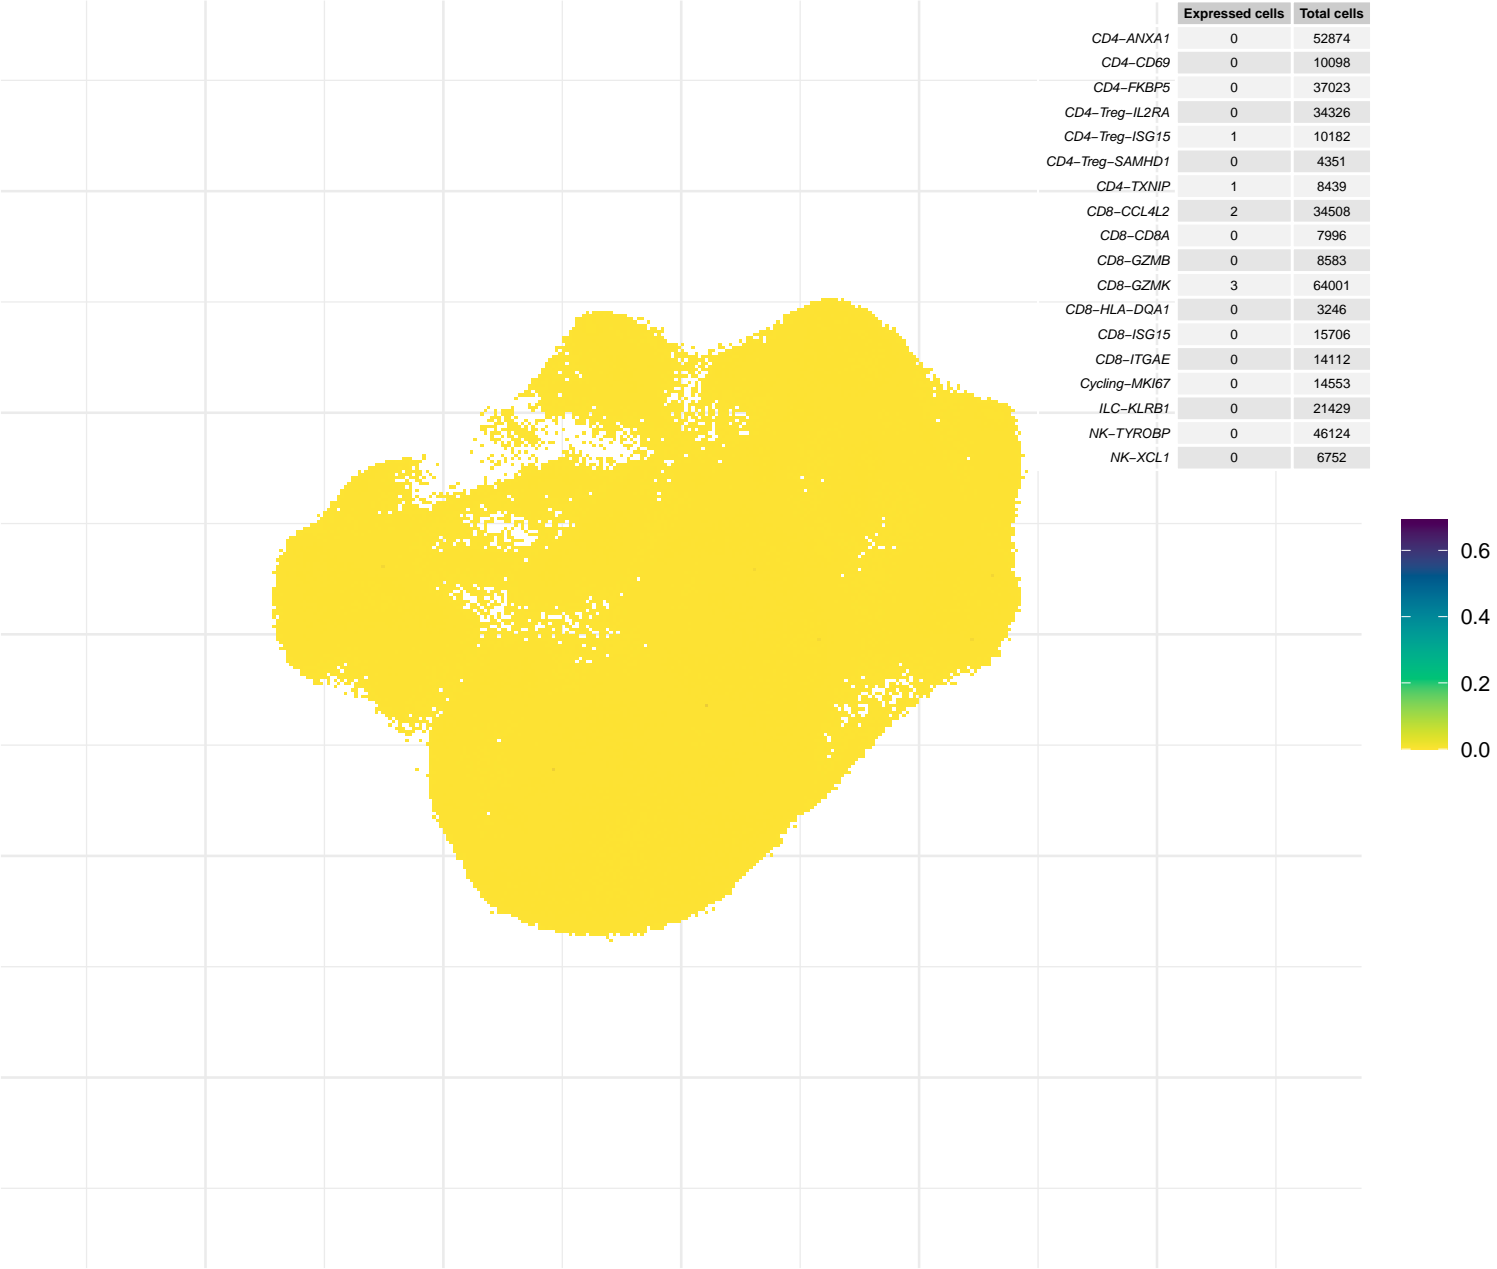 Expressed cells Total cells
CD4−ANXA1 0 52874
CD4−CD69 0 10098
CD4−FKBP5 0 37023
CD4−Treg−IL2RA 0 34326
CD4−Treg−ISG15 1 10182
CD4−Treg−SAMHD1 0 4351
CD4−TXNIP 1 8439
CD8−CCL4L2 2 34508
CD8−CD8A 0 7996
CD8−GZMB 0 8583
CD8−GZMK 3 64001
CD8−HLA−DQA1 0 3246
CD8−ISG15 0 15706
CD8−ITGAE 0 14112
Cycling−MKI67 0 14553
ILC−KLRB1 0 21429
NK−TYROBP 0 46124
NK−XCL1 0 6752
0.6
0.4
0.2
0.0